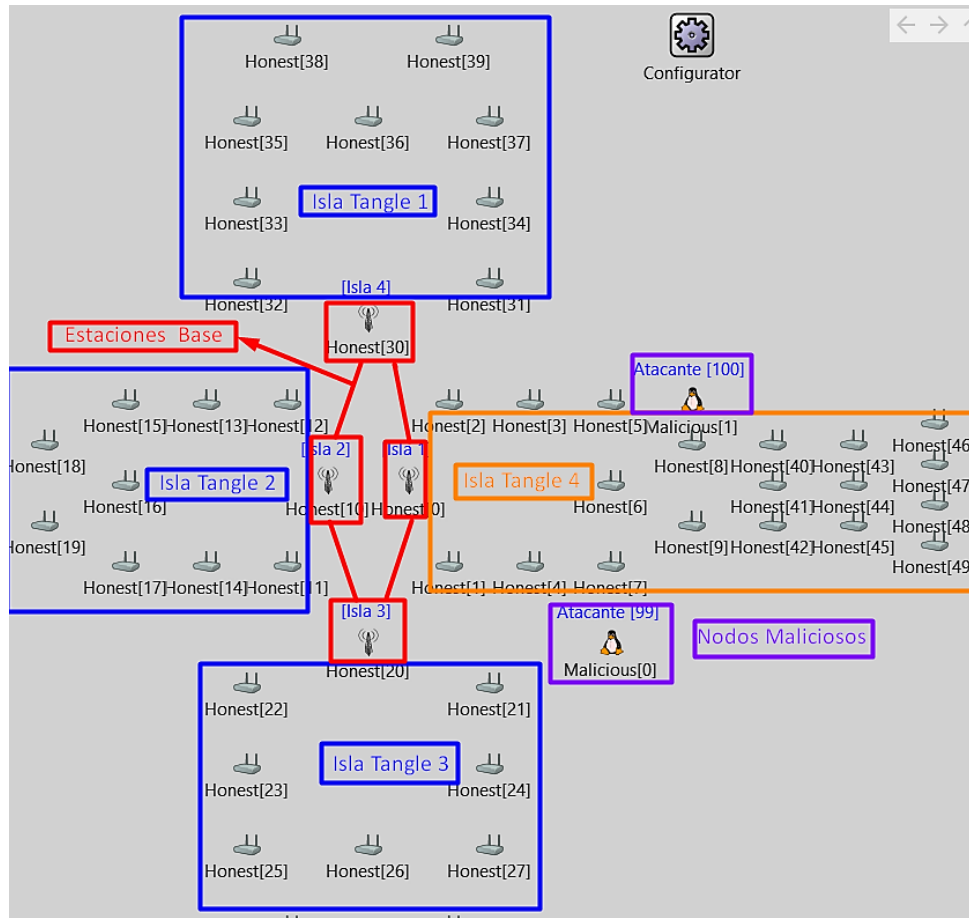 Honest[38]
Honest[39]
Configurator
Honest[35]
Honest[36]
Honest[37]
Isla Tangle 1
Honest[33]
Honest[34]
[Isla 4]
Honest[32]
Honest[31]
Estaciones Base
Honest[30]
Atacante [100]
Honest[15]
Honest[13]
Honest[12]
Honest[2]
Honest[3]
Honest[5]
Malicious[1]
Honest[46]
[Isla 2]
[Isla 1]
Honest[18]
Honest[8]
Honest[40]
Honest[43]
Isla Tangle 2
Isla Tangle 4
Honest[47]
Honest[16]
Honest[10]
Honest[0]
Honest[6]
Honest[41]
Honest[44]
Honest[48]
Honest[19]
Honest[9]
Honest[42]
Honest[45]
Honest[49]
Honest[17]
Honest[14]
Honest[11]
Honest[1]
Honest[4]
Honest[7]
[Isla 3]
Atacante [99]
Nodos Maliciosos
Honest[20]
Malicious[0]
Honest[22]
Honest[21]
Isla Tangle 3
Honest[23]
Honest[24]
Honest[25]
Honest[26]
Honest[27]